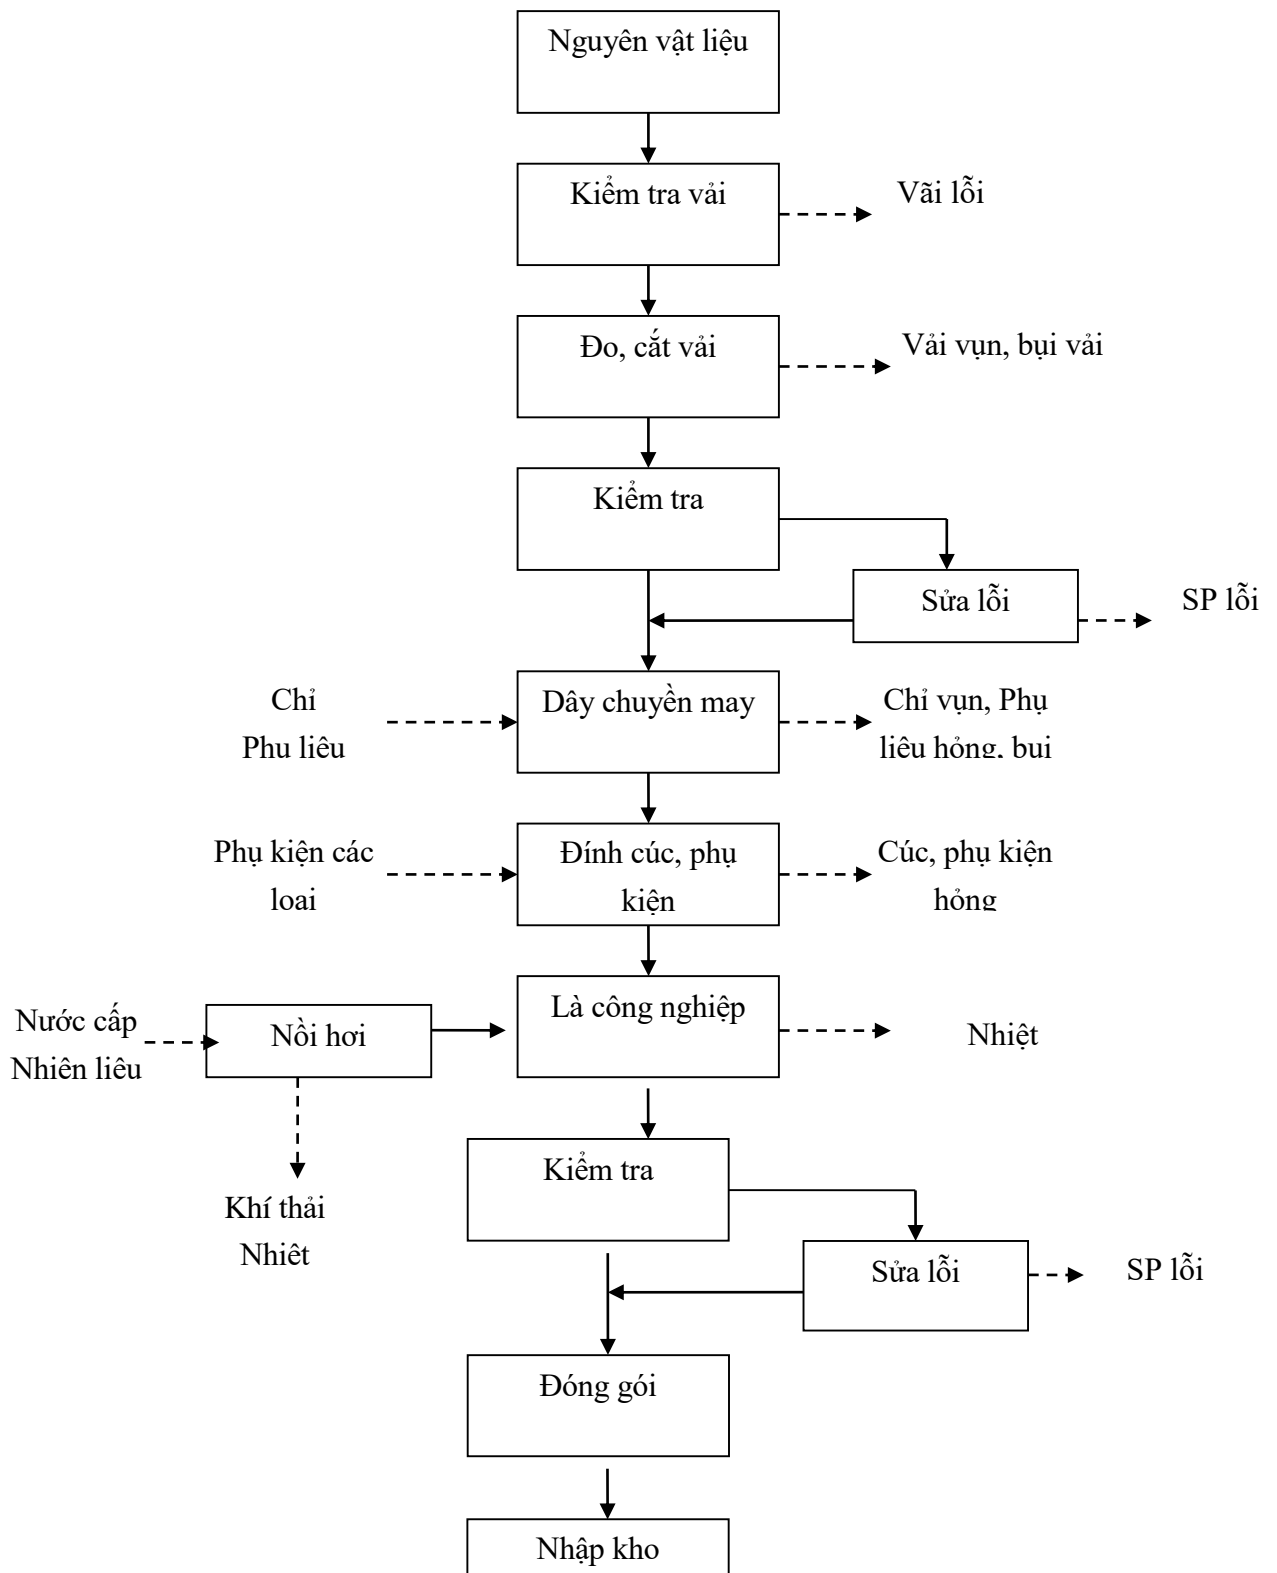 Nguyên vật liệu
Kiểm tra vải
Vãi lỗi
Đo, cắt vải
Vải vụn, bụi vải
Kiểm tra
Sửa lỗi
SP lỗi
Chỉ
Phu liêu
Dây chuyền may
Chỉ vụn, Phụ
liêu hỏng, bui
Phụ kiện các
loai
Đính cúc, phụ
kiện
Cúc, phụ kiện
hỏng
Nước cấp
Nhiên liêu
Nồi hơi
Là công nghiệp
Nhiệt
Khí thải
Nhiêt
Kiểm tra
Sửa lỗi
SP lỗi
Đóng gói
Nhập kho